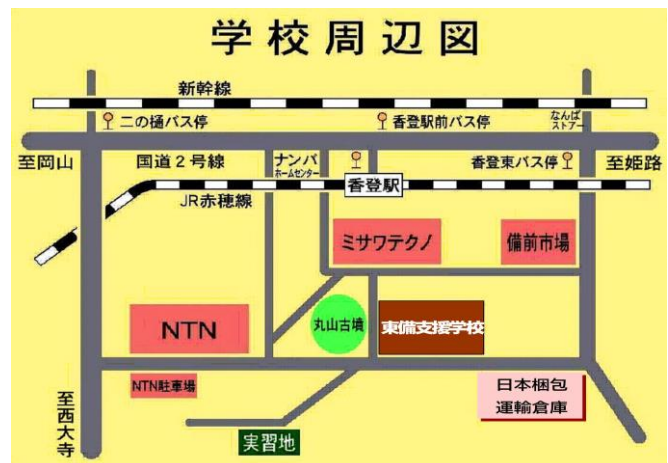 学校周辺図
新幹線
二の樋バス停
香登駅前バス停
なんば
ストアー
至岡山
国道2号線
ナンバ
ホームセンター
香登東バス停
至姫路
香登駅
JR赤穂線
ミサワテクノ
備前市場
NTN
丸山古墳
東備支援学校
NTN駐車場
日本梱包
運輸倉庫
至西大寺
実習地